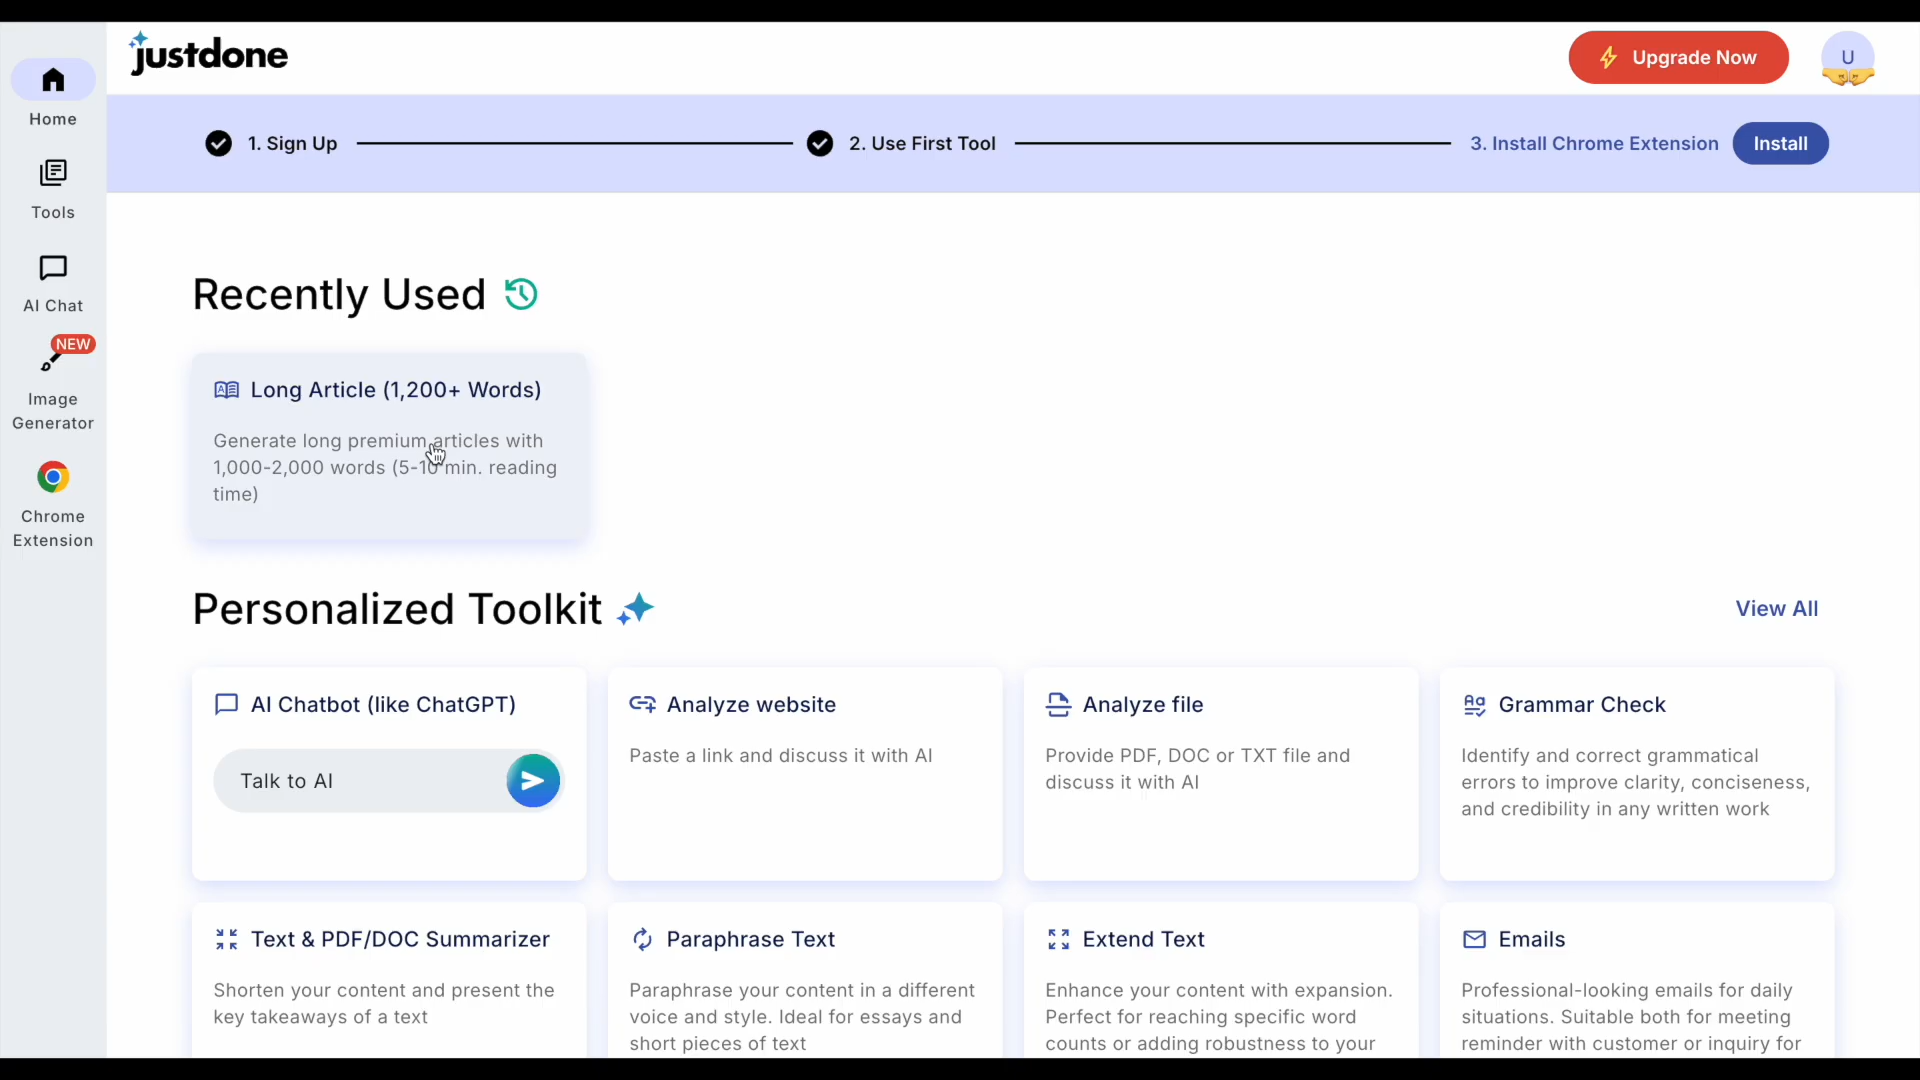 justdone
Upgrade Now
U
Home
Tools
AI Chat
NEW
Image
Generator
Chrome
Extension
1. Sign Up
2. Use First Tool
3. Install Chrome Extension
Install
Recently Used
Long Article (1,200+ Words)
Generate long premium articles with
1,000-2,000 words (5-10 min. reading
time)
Personalized Toolkit
View All
AI Chatbot (like ChatGPT)
Talk to AI
Analyze website
Paste a link and discuss it with AI
Analyze file
Provide PDF, DOC or TXT file and
discuss it with AI
Grammar Check
Identify and correct grammatical
errors to improve clarity, conciseness,
and credibility in any written work
Text & PDF/DOC Summarizer
Shorten your content and present the
key takeaways of a text
Paraphrase Text
Paraphrase your content in a different
voice and style. Ideal for essays and
short pieces of text
Extend Text
Enhance your content with expansion.
Perfect for reaching specific word
counts or adding robustness to your
Emails
Professional-looking emails for daily
situations. Suitable both for meeting
reminder with customer or inquiry for